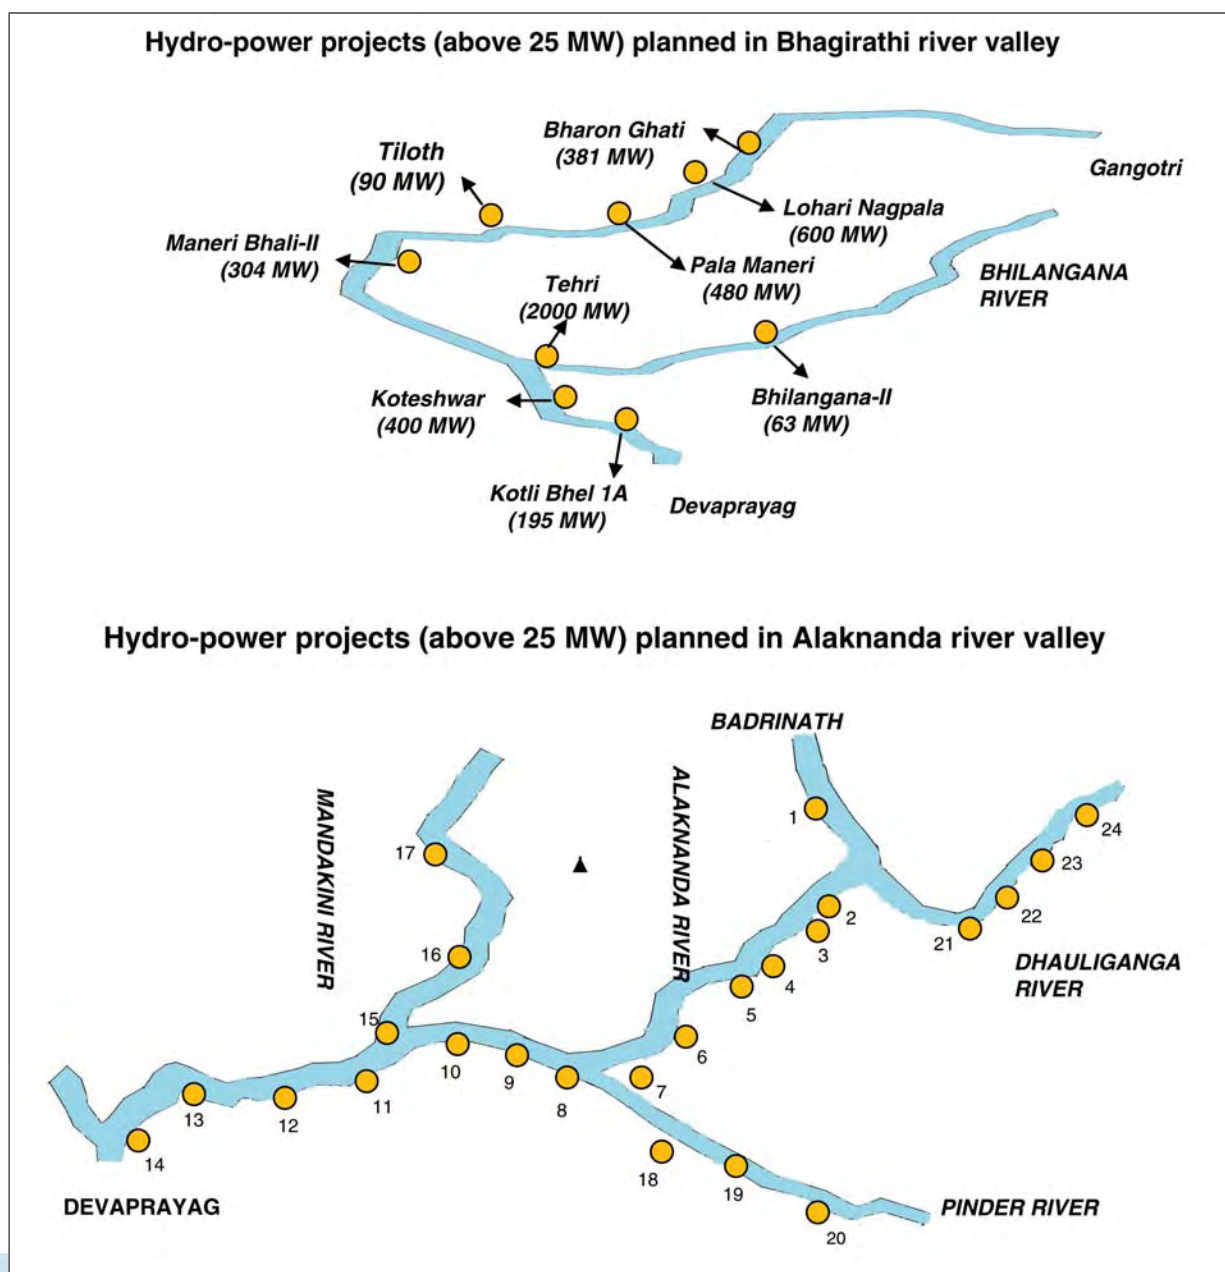 Hydro-power projects (above 25 MW) planned in Bhagirathi river valley
Bharon Ghati
(381 MW)
Tiloth
(90 MW)
Gangotri
Lohari Nagpala
(600 MW)
Maneri Bhali-II
(304 MW)
Pala Maneri
(480 MW)
Tehri
(2000 MW)
BHILANGANA
RIVER
Koteshwar
(400 MW)
Bhilangana-II
(63 MW)
Kotli Bhel 1A
(195 MW)
Devaprayag
Hydro-power projects (above 25 MW) planned in Alaknanda river valley
BADRINATH
MANDAKINI RIVER
ALAKNANDA RIVER
1
24
17
23
2
22
21
3
16
4
DHAULIGANGA
RIVER
5
15
6
10
9
7
8
11
13
12
14
18
19
DEVAPRAYAG
PINDER RIVER
20